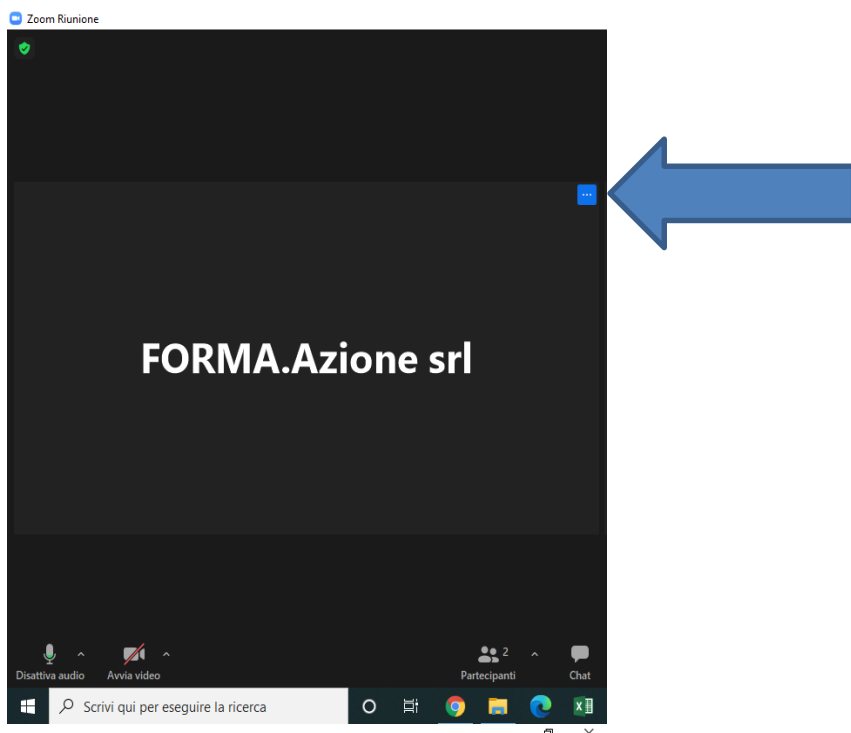 Zoom Riunione
FORMA.Azione srl
2
Disattiva audio Avvia video Partecipanti Chat
Scrivi qui per eseguire la ricerca